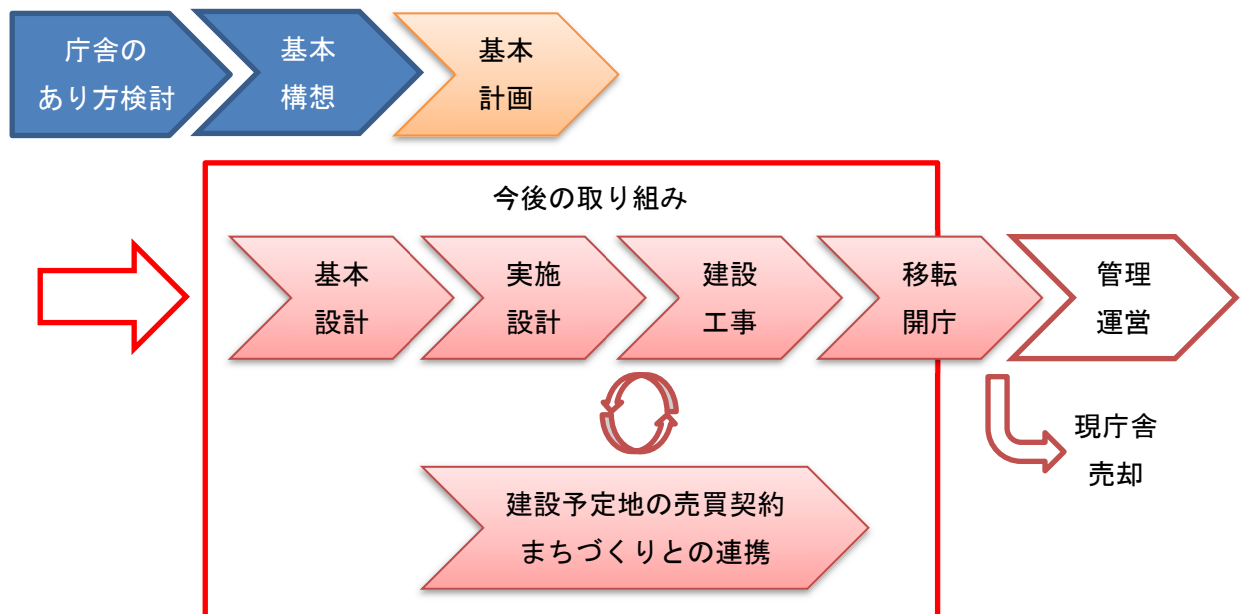 庁舎の
あり方検討
基本
構想
基本
計画
今後の取り組み
基本
設計
実施
設計
建設
工事
移転
開庁
管理
運営
現庁舎
売却
建設予定地の売買契約
まちづくりとの連携